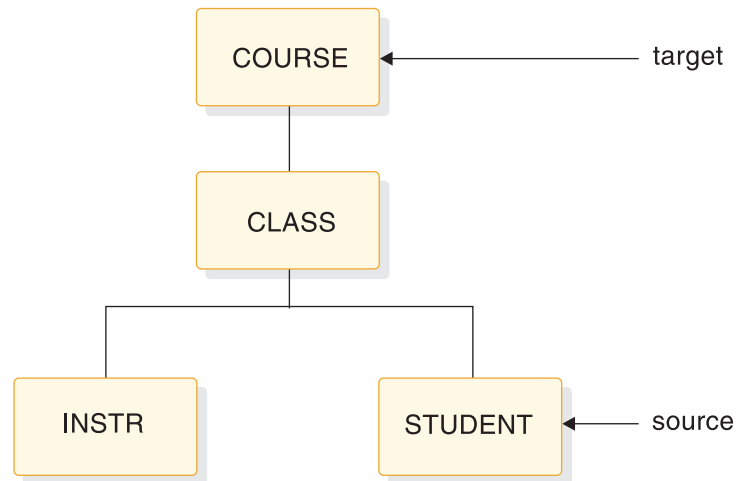 COURSE
target
CLASS
INSTR
STUDENT
source